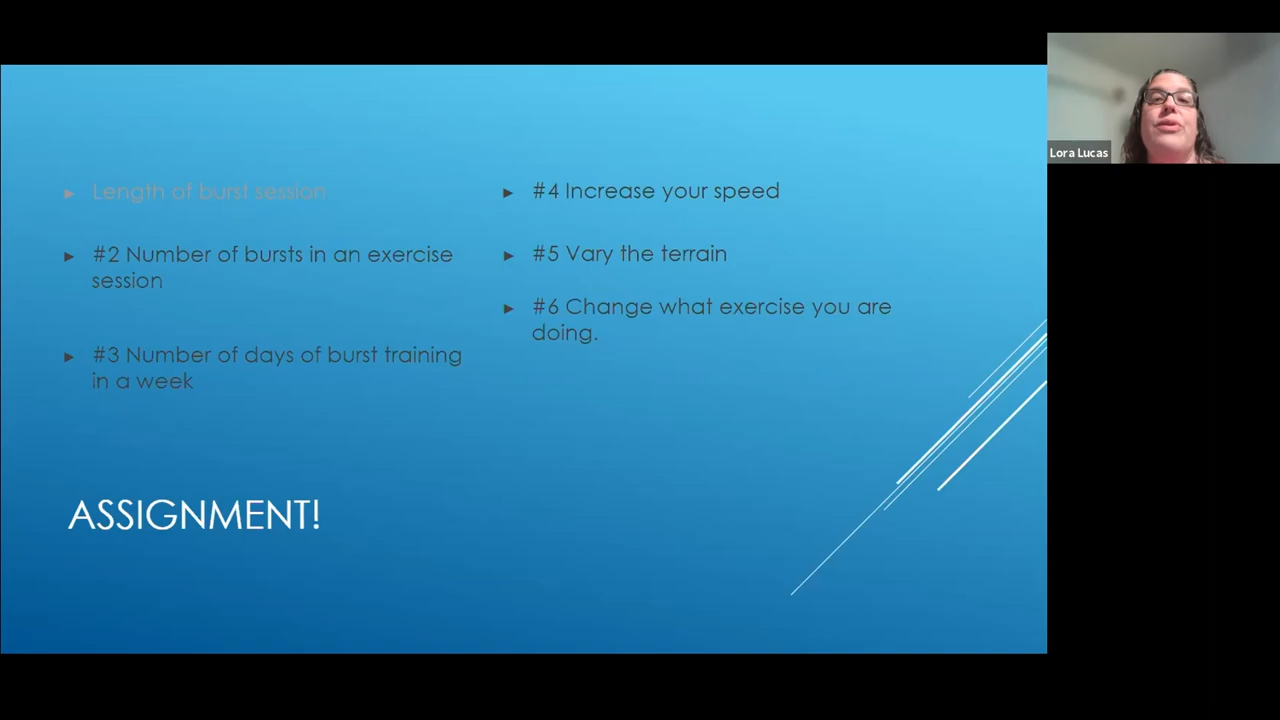 Length of burst session
#2 Number of bursts in an exercise
session
#3 Number of days of burst training
in a week
#4 Increase your speed
#5 Vary the terrain
#6 Change what exercise you are
doing.
ASSIGNMENT!
Lora Lucas